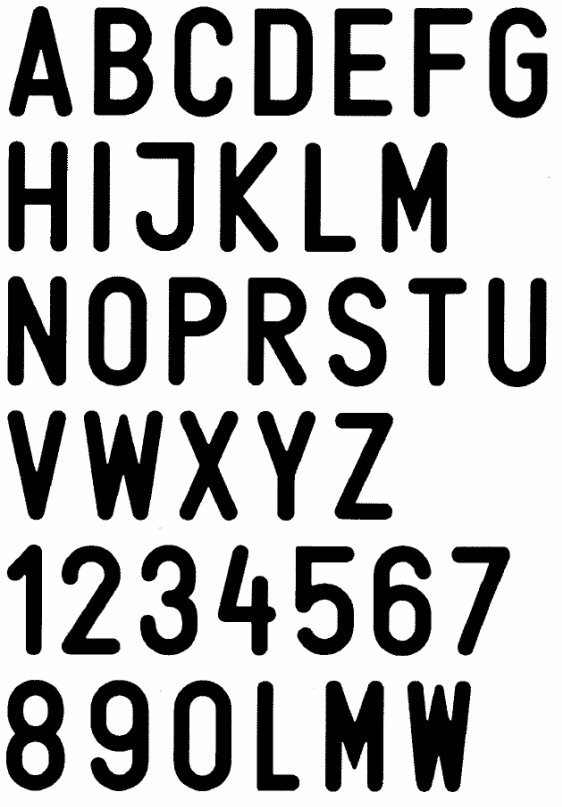 ABCDEFG
HIJKLM
NOPRSTU
VWXYZ
1234567
890LMW